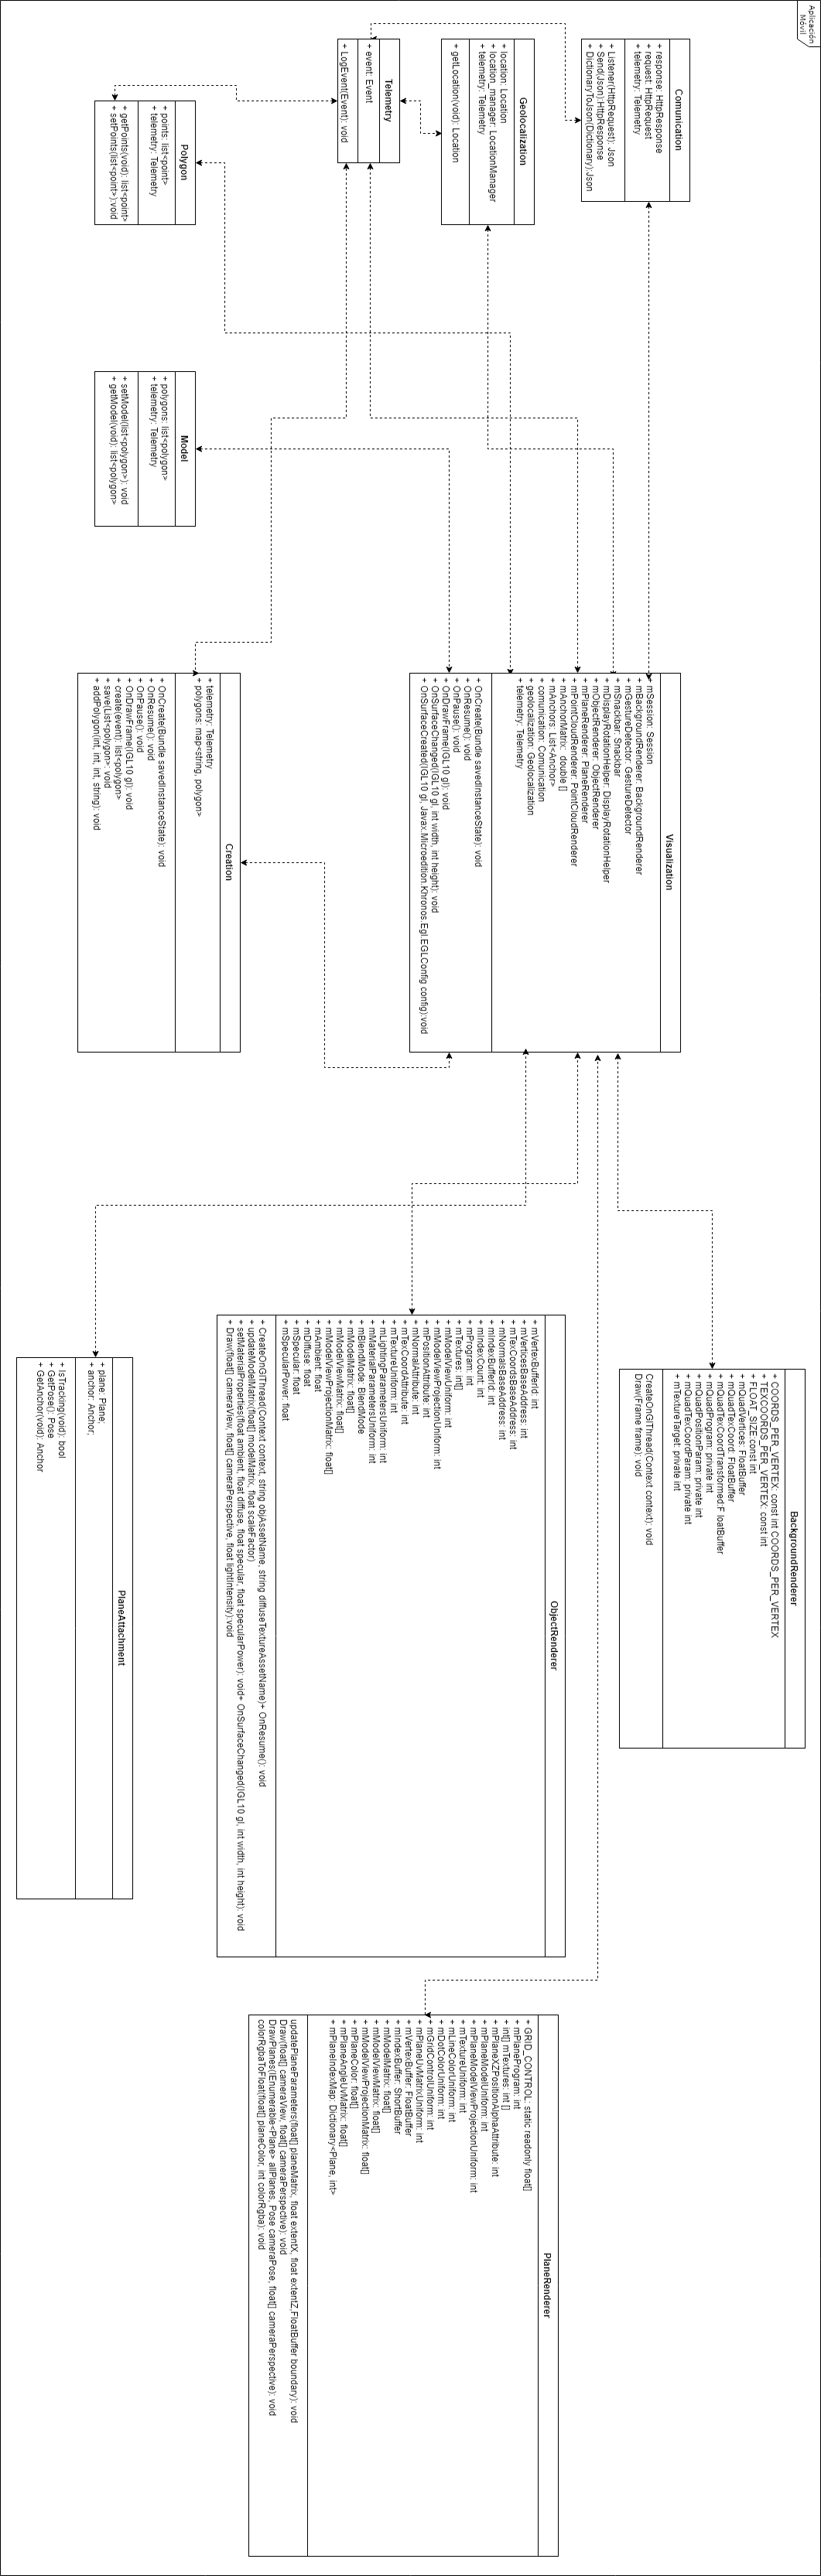 Aplicación
Móvil
Comunication
+ response: HttpResponse
+ request: HttpRequest
+ telemetry: Telemetry
+ Listener(HttpRequest): Json
+ Send(Json):HttpResponse
+ DictionaryToJson(Dictionary):Json
Geolocalization
+ location: Location
+ location_manager: LocationManager
+ telemetry: Telemetry
+ getLocation(void): Location
Telemetry
+ event: Event
+ LogEvent(Event): void
Polygon
+ points: list<point>
+ telemetry: Telemetry
+ getPoints(void): list<point>
+ setPoints(list<point>):void
Model
+ polygons: list<polygon>
+ telemetry: Telemetry
+ setModel(list<polygon>): void
+ getModel(void): list<polygon>
Visualization
+ mSession: Session
+ mBackgroundRenderer: BackgroundRenderer
+ mGestureDetector: GestureDetector
+ mSnackbar: Snackbar
+ mDisplayRotationHelper: DisplayRotationHelper
+ mObjectRenderer: ObjectRenderer
+ mPlaneRenderer: PlaneRenderer
+ mPointCloudRenderer: PointCloudRenderer
+ mAnchorMatrix: double []
+ mAnchors: List<Anchor>
+ comunication: Comunication
+ geolocalization: Geolocalization
+ telemetry: Telemetry
+ OnCreate(Bundle savedInstanceState): void
+ OnResume(): void
+ OnPause(): void
+ OnDrawFrame(IGL10 gl): void
+ OnSurfaceChanged(IGL10 gl, int width, int height): void
+ OnSurfaceCreated(IGL10 gl, Javax.Microedition.Khronos.Egl.EGLConfig config):void
Creation
+ telemetry: Telemetry
+ polygons: map<string, polygon>
+ OnCreate(Bundle savedInstanceState): void
+ OnResume(): void
+ OnPause(): void
+ OnDrawFrame(IGL10 gl): void
+ create(event): list<polygon>
+ save(List<polygon>: void
+ addPolygon(int, int, int, string): void
BackgroundRenderer
+ COORDS_PER_VERTEX: const int COORDS_PER_VERTEX
+ TEXCOORDS_PER_VERTEX: const int
+ FLOAT_SIZE:const int
+ mQuadVertices: FloatBuffer
+ mQuadTexCoord: FloatBuffer
+ mQuadTexCoordTransformed:F loatBuffer
+ mQuadProgram: private int
+ mQuadPositionParam: private int
+ mQuadTexCoordParam: private int
+ mTextureTarget: private int
CreateOnGlThread(Context context): void
Draw(Frame frame): void
ObjectRenderer
+ mVertexBufferId: int
+ mVerticesBaseAddress: int
+ mTexCoordsBaseAddress: int
+ mNormalsBaseAddress: int
+ mIndexBufferId: int
+ mIndexCount: int
+ mProgram: int
+ mTextures: int[]
+ mModelViewUniform: int
+ mModelViewProjectionUniform: int
+ mPositionAttribute: int
+ mNormalAttribute: int
+ mTexCoordAttribute: int
+ mTextureUniform: int
+ mLightingParametersUniform: int
+ mMaterialParametersUniform: int
+ mBlendMode: BlendMode
+ mModelMatrix: float[]
+ mModelViewMatrix: float[]
+ mModelViewProjectionMatrix: float[]
+ mAmbient: float
+ mDiffuse: float
+ mSpecular: float
+ mSpecularPower: float
+ CreateOnGlThread(Context context, string objAssetName, string diffuseTextureAssetName)+ OnResume(): void
+ updateModelMatrix(float[] modelMatrix, float scaleFactor)
+ setMaterialProperties(float ambient, float diffuse, float specular, float specularPower): void+ OnSurfaceChanged(IGL10 gl, int width, int height): void
+ Draw(float[] cameraView, float[] cameraPerspective, float lightIntensity):void
PlaneAttachment
+ plane: Plane;
+ anchor: Anchor;
+ IsTracking(void): bool
+ GetPose(): Pose
+ GetAnchor(void): Anchor
PlaneRenderer
+ GRID_CONTROL: static readonly float[]
+ mPlaneProgram: int
+ int[] mTextures: int []
+ mPlaneXZPositionAlphaAttribute: int
+ mPlaneModelUniform: int
+ mPlaneModelViewProjectionUniform: int
+ mTextureUniform: int
+ mLineColorUniform: int
+ mDotColorUniform: int
+ mGridControlUniform: int
+ mPlaneUvMatrixUniform: int
+ mVertexBuffer: FloatBuffer
+ mIndexBuffer: ShortBuffer
+ mModelMatrix: float[]
+ mModelViewMatrix: float[]
+ mModelViewProjectionMatrix: float[]
+ mPlaneColor: float[]
+ mPlaneAngleUvMatrix: float[]
+ mPlaneIndexMap: Dictionary<Plane, int>
updatePlaneParameters(float[] planeMatrix, float extentX, float extentZ,FloatBuffer boundary): void
Draw(float[] cameraView, float[] cameraPerspective): void
DrawPlanes(IEnumerable<Plane> allPlanes, Pose cameraPose, float[] cameraPerspective): void
colorRgbaToFloat(float[] planeColor, int colorRgba): void